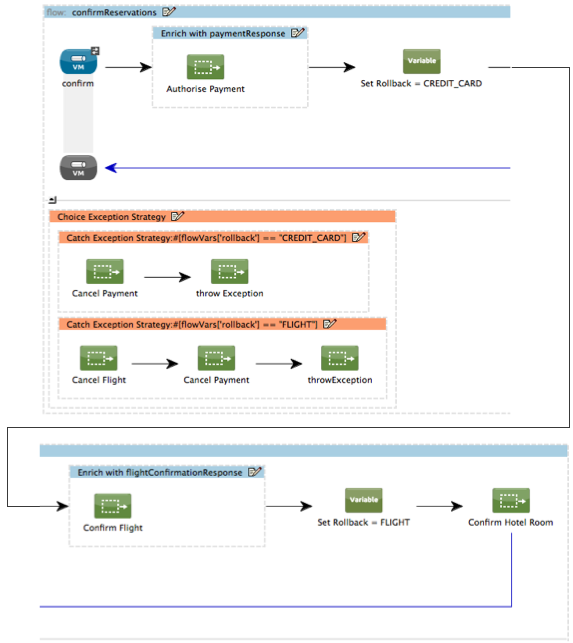 flow: confirmReservations
Enrich with paymentResponse
VM
confirm
Authorise Payment
Variable
Set Rollback = CREDIT_CARD
VM
Choice Exception Strategy
Catch Exception Strategy:#[flowVars['rollback'] == "CREDIT_CARD"]
Cancel Payment
throw Exception
Catch Exception Strategy:#[flowVars['rollback'] == "FLIGHT"]
Cancel Flight
Cancel Payment
throwException
Enrich with flightConfirmationResponse
Confirm Flight
Variable
Set Rollback = FLIGHT
Confirm Hotel Room